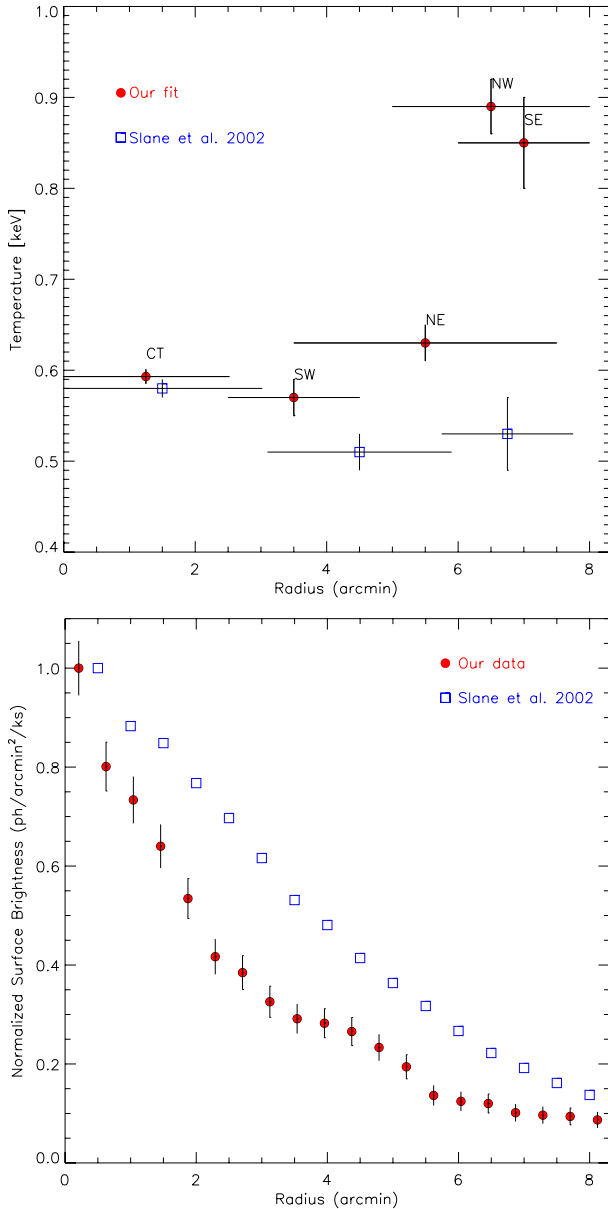 1.0
0.9
0.8
0.7
0.6
0.5
0.4
Temperature [keV]
Our fit
Slane et al. 2002
NW
SE
NE
CT
SW
0 2 4 6 8
Radius (arcmin)
1.0
0.8
0.6
0.4
0.2
0.0
Normalized Surface Brightness (ph/arcmin²/ks)
Our data
Slane et al. 2002
0 2 4 6 8
Radius (arcmin)